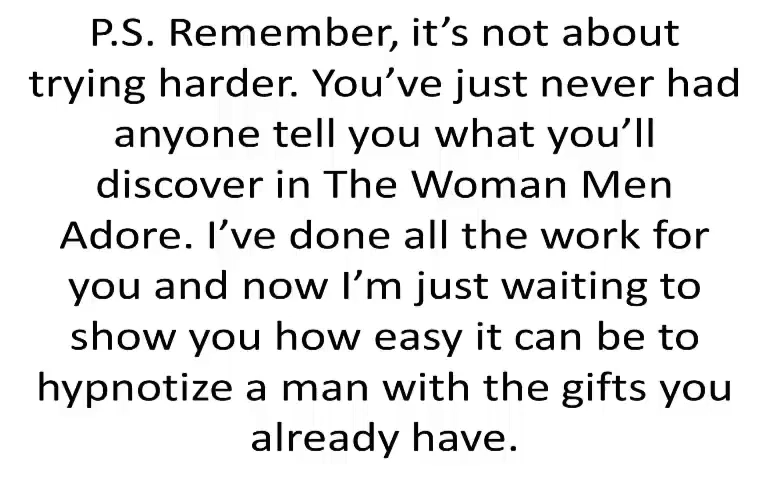 P.S. Remember, it’s not about
trying harder. You’ve just never had
anyone tell you what you’ll
discover in The Woman Men
Adore. I’ve done all the work for
you and now I’m just waiting to
show you how easy it can be to
hypnotize a man with the gifts you
already have.